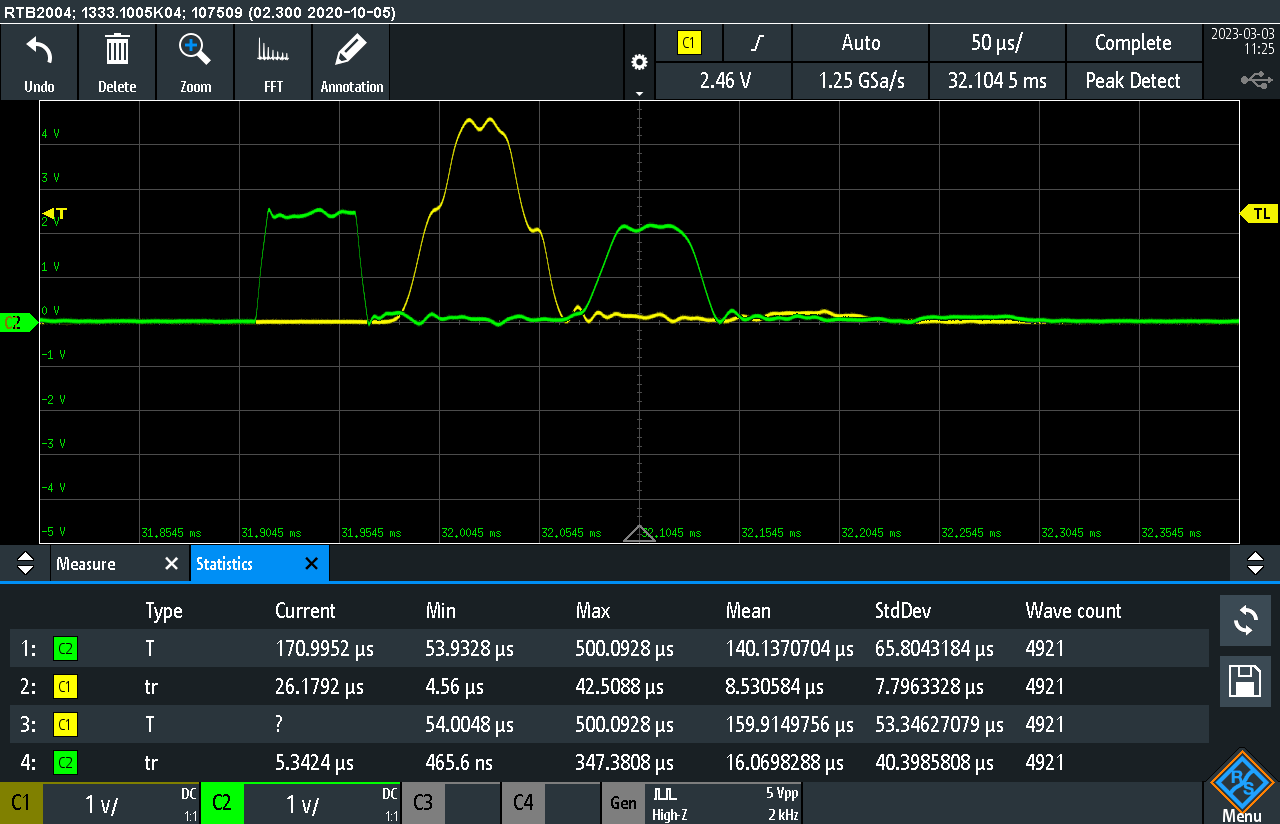 RTB2004; 1333.1005K04; 107509 (02.300 2020-10-05)
Undo Delete Zoom FFT Annotation
C1 Auto 50 µs/ Complete
2.46 V 1.25 GSa/s 32.104 5 ms Peak Detect
2023-03-03
11:25
4 V
3 V
T TL
2 V
1 V
0 V
C2
-1 V
-2 V
-3 V
-4 V
-5 V 31.8545 ms 31.9045 ms 31.9545 ms 32.0045 ms 32.0545 ms 32.1045 ms 32.1545 ms 32.2045 ms 32.2545 ms 32.3045 ms 32.3545 ms
Measure Statistics
Type Current Min Max Mean StdDev Wave count
1: C2 T 170.9952 µs 53.9328 µs 500.0928 µs 140.1370704 µs 65.8043184 µs 4921
2: C1 tr 26.1792 µs 4.56 µs 42.5088 µs 8.530584 µs 7.7963328 µs 4921
3: C1 T ? 54.0048 µs 500.0928 µs 159.9149756 µs 53.34627079 µs 4921
4: C2 tr 5.3424 µs 465.6 ns 347.3808 µs 16.0698288 µs 40.3985808 µs 4921
C1 1 v/ DC 1:1 C2 1 v/ DC 1:1 C3 C4 Gen High-Z 5 Vpp 2 kHz
R S
Menu